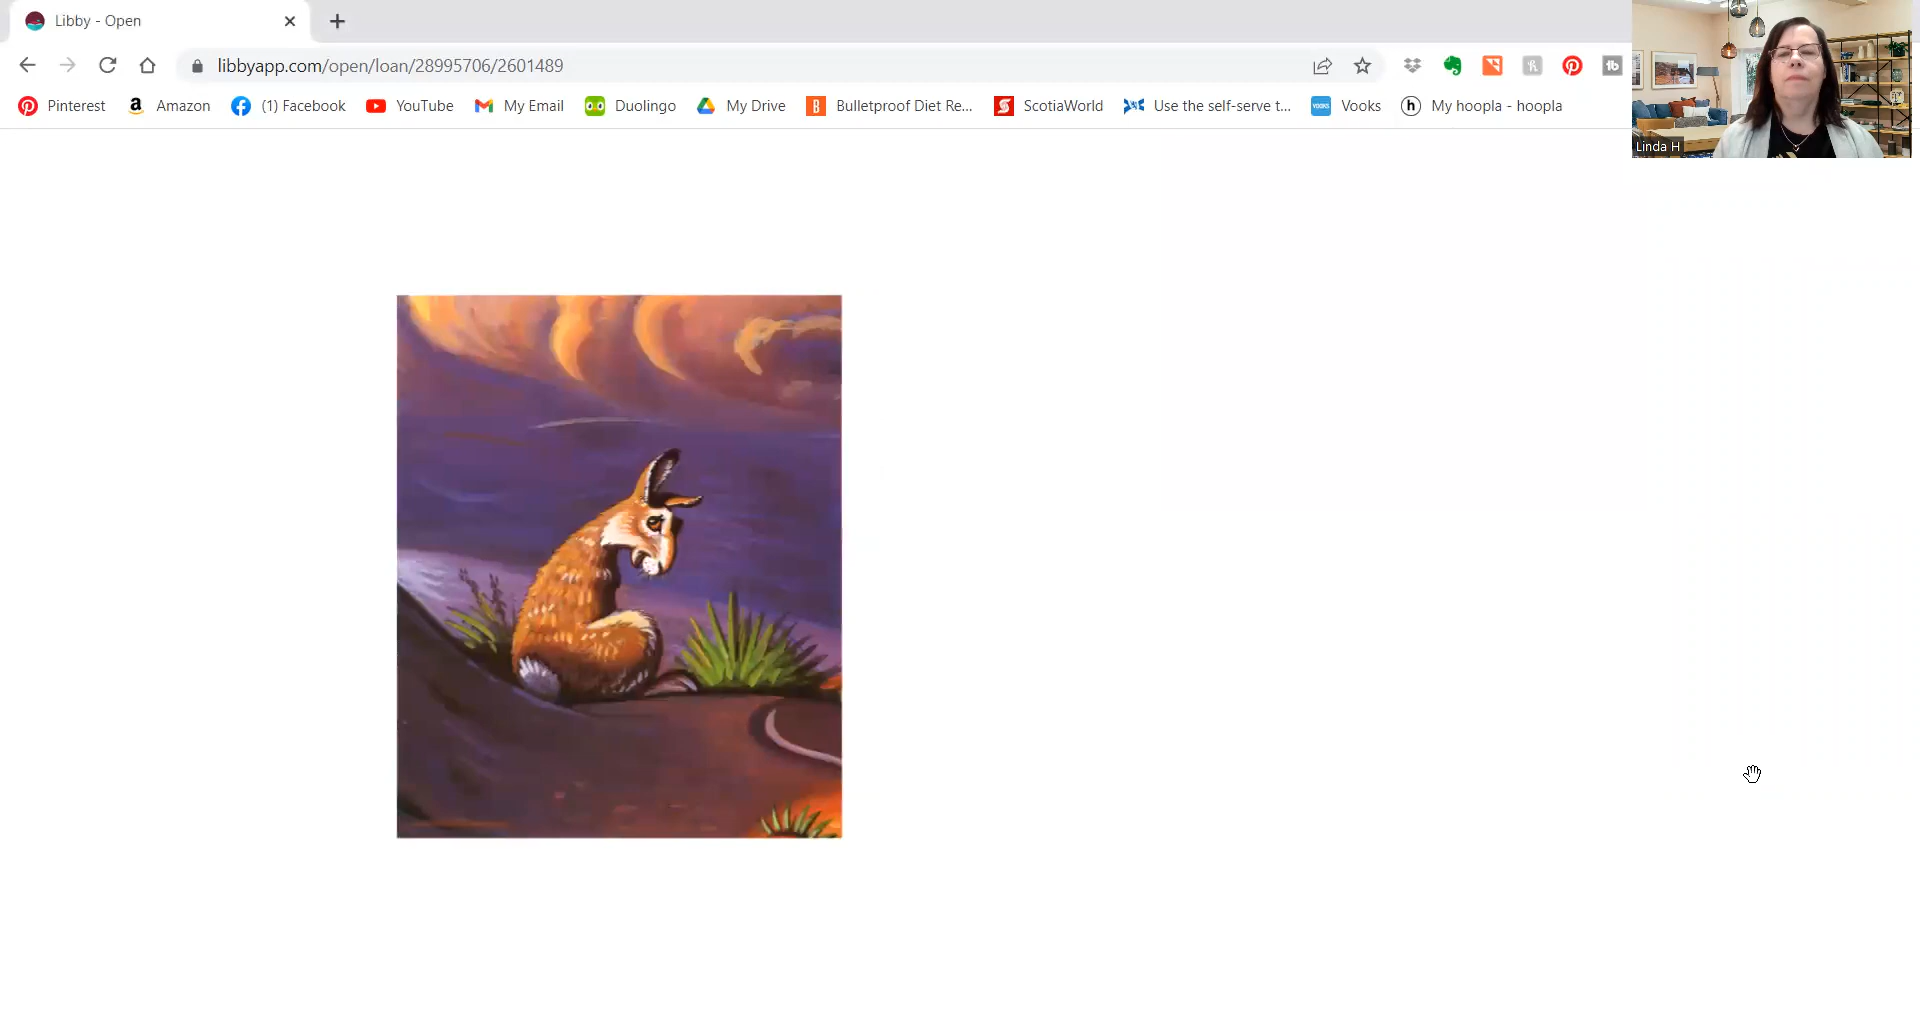 Libby - Open
libbyapp.com/open/loan/28995706/2601489
Pinterest Amazon (1) Facebook YouTube My Email Duolingo My Drive Bulletproof Diet Re... ScotiaWorld Use the self-serve t... Vooks My hoopla - hoopla
Linda H